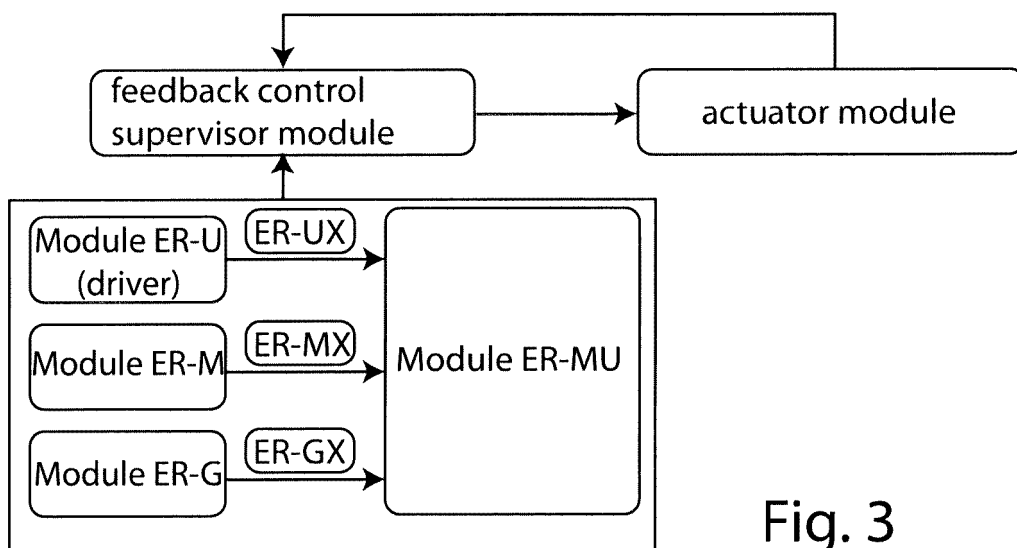 feedback control
supervisor module
actuator module
Module ER-U
(driver)
ER-UX
Module ER-M
ER-MX
Module ER-MU
Module ER-G
ER-GX
Fig. 3